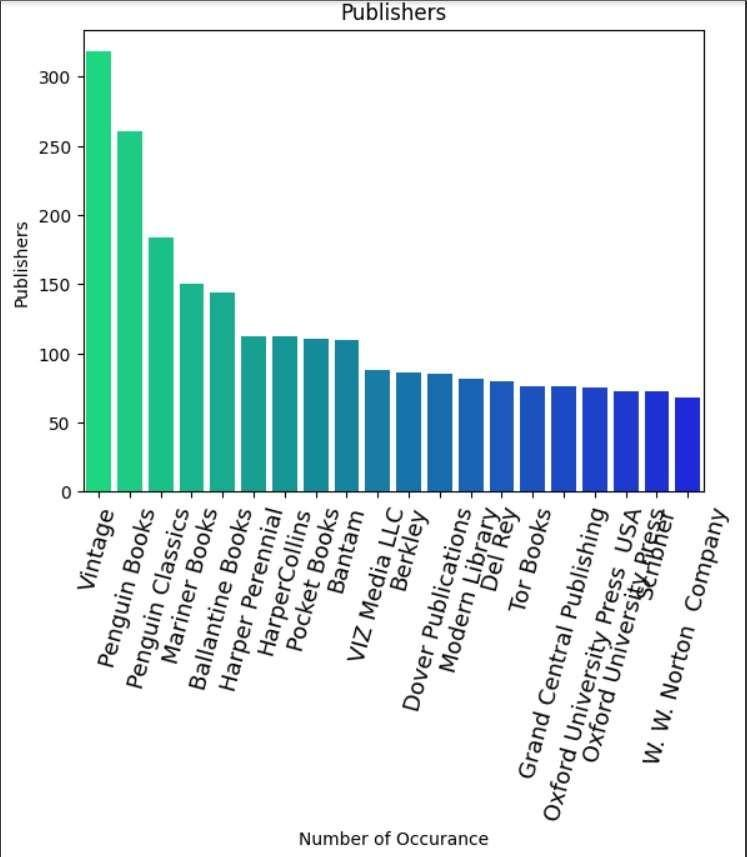 Publishers
Publishers
300
250
200
150
100
50
0
Vintage
Penguin Books
Penguin Classics
Mariner Books
Ballantine Books
Harper Perennial
HarperCollins
Pocket Books
Bantam
VIZ Media LLC
Berkley
Dover Publications
Modern Library
Del Rey
Tor Books
Grand Central Publishing
Oxford University Press  USA
Oxford University Press
Scribner
W. W. Norton  Company
Number of Occurance